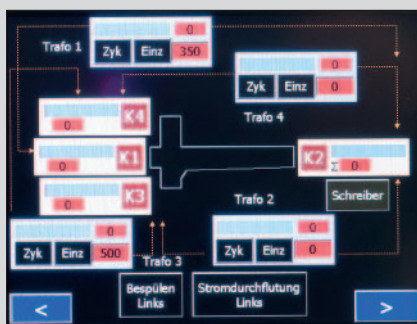 0
Trafo 1
Zyk Einz 350
0
Zyk Einz 0
Trafo 4
K4
0
K1
0
K2
Σ 0
K3
0
Schreiber
Trafo 2
0
Zyk Einz 500
0
Zyk Einz 0
Trafo 3
Bespülen
Links
Stromdurchflutung
Links
< >